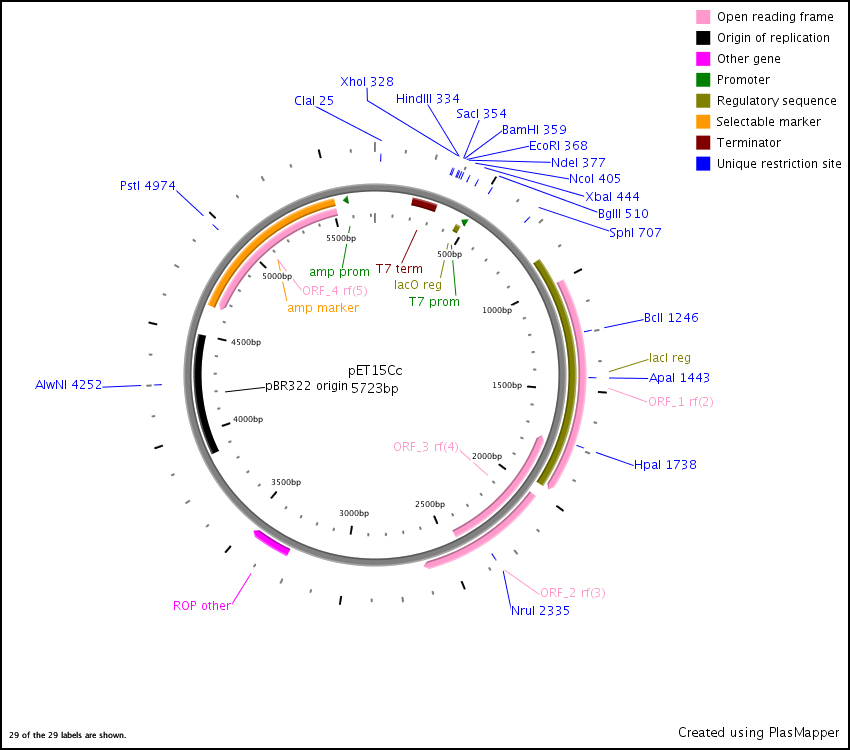 Open reading frame
Origin of replication
Other gene
Promoter
Regulatory sequence
Selectable marker
Terminator
Unique restriction site
XhoI 328
ClaI 25
HindIII 334
SacI 354
BamHI 359
EcoRI 368
NdeI 377
NcoI 405
XbaI 444
BglII 510
SphI 707
PstI 4974
5500bp
500bp
amp prom
T7 term
lacO reg
T7 prom
5000bp
ORF_4 rf(5)
amp marker
1000bp
BclI 1246
4500bp
lacI reg
pET15Cc
5723bp
ApaI 1443
AlwNI 4252
pBR322 origin
1500bp
ORF_1 rf(2)
4000bp
ORF_3 rf(4)
2000bp
HpaI 1738
3500bp
2500bp
3000bp
ROP other
ORF_2 rf(3)
NruI 2335
29 of the 29 labels are shown.
Created using PlasMapper